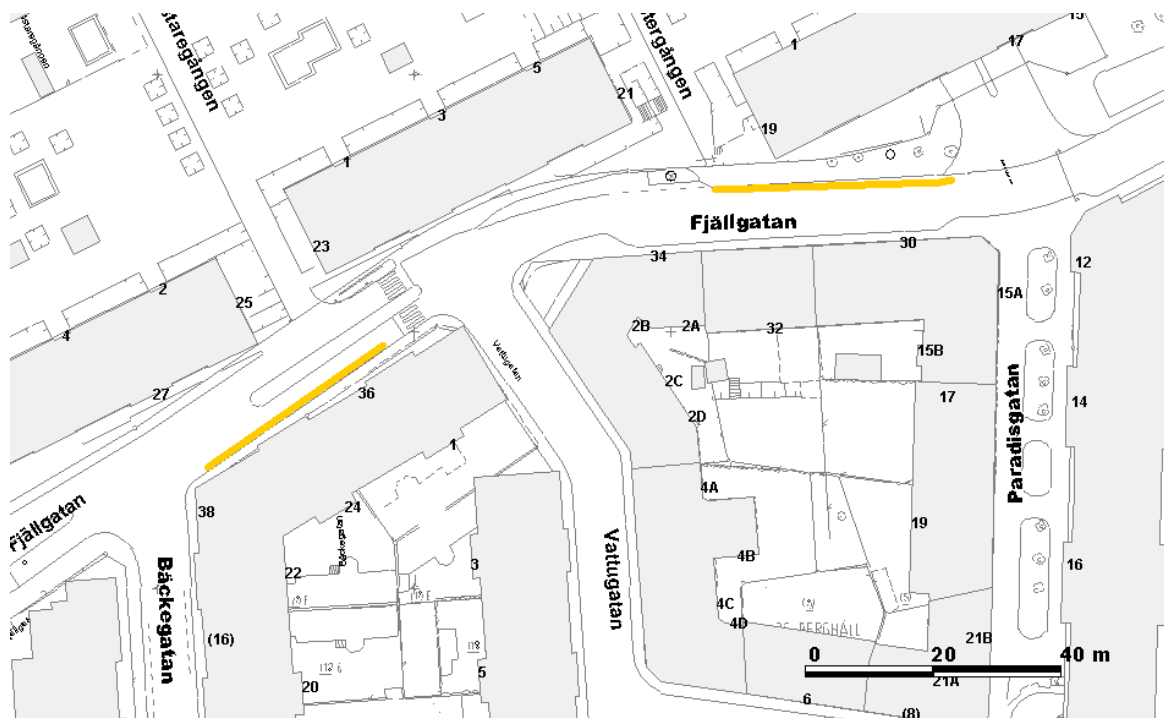 15
17
1
5
21
3
19
1
Fjällgatan
23
34
30
12
2
25
15A
4
2B
2A
32
15B
2C
27
36
17
14
2D
Vattugatan
1
Paradisgatan
4A
24
38
19
Fjällgatan
Vattugatan
4B
3
Bäckegatan
16
22
4C
4D
BERGHÄLL
(16)
21B
0
20
40 m
5
20
21A
6
(8)